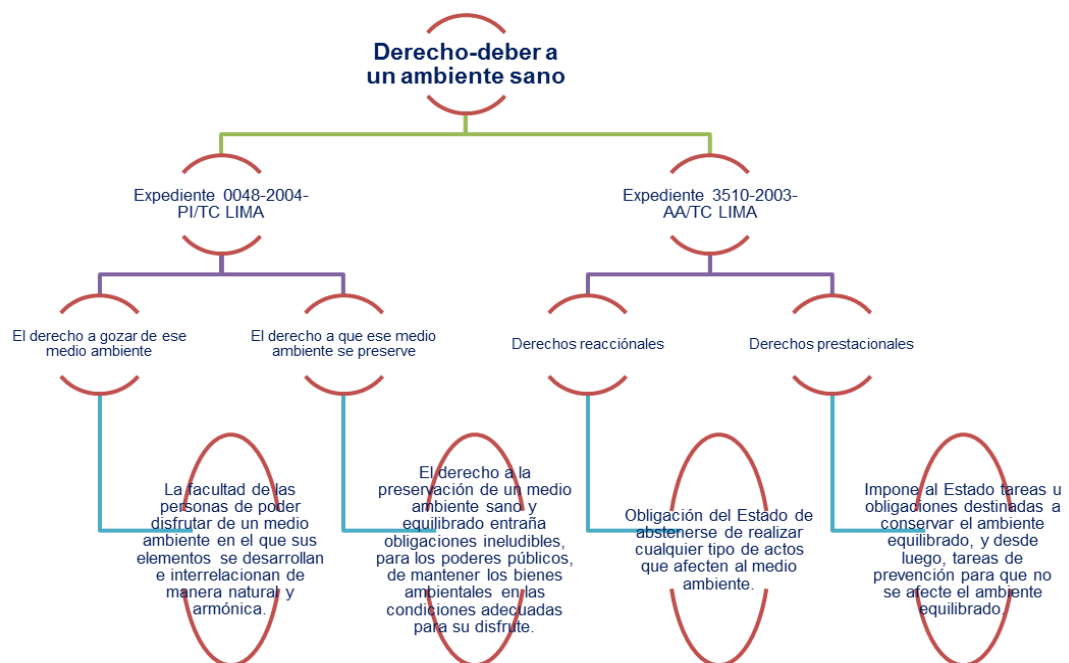 Derecho-deber a
un ambiente sano
Expediente 0048-2004-
PI/TC LIMA
Expediente 3510-2003-
AA/TC LIMA
El derecho a gozar de ese
medio ambiente
El derecho a que ese medio
ambiente se preserve
Derechos reacciónales
Derechos prestacionales
La facultad de las
personas de poder
disfrutar de un medio
ambiente en el que sus
elementos se desarrollan
e interrelacionan de
manera natural y
armónica.
El derecho a la
preservación de un medio
ambiente sano y
equilibrado entraña
obligaciones ineludibles,
para los poderes públicos,
de mantener los bienes
ambientales en las
condiciones adecuadas
para su disfrute.
Obligación del Estado de
abstenerse de realizar
cualquier tipo de actos
que afecten al medio
ambiente.
Impone al Estado tareas u
obligaciones destinadas a
conservar el ambiente
equilibrado, y desde
luego, tareas de
prevención para que no
se afecte el ambiente
equilibrado.